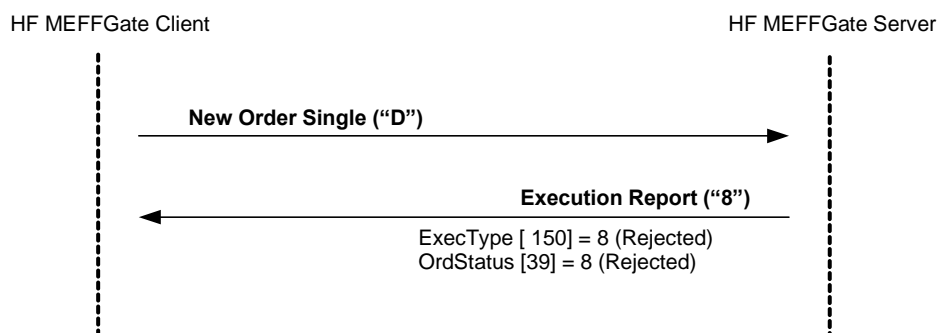 HF MEFFGate Client
HF MEFFGate Server
New Order Single (“D”)
Execution Report (“8”)
ExecType [ 150] = 8 (Rejected)
OrdStatus [39] = 8 (Rejected)